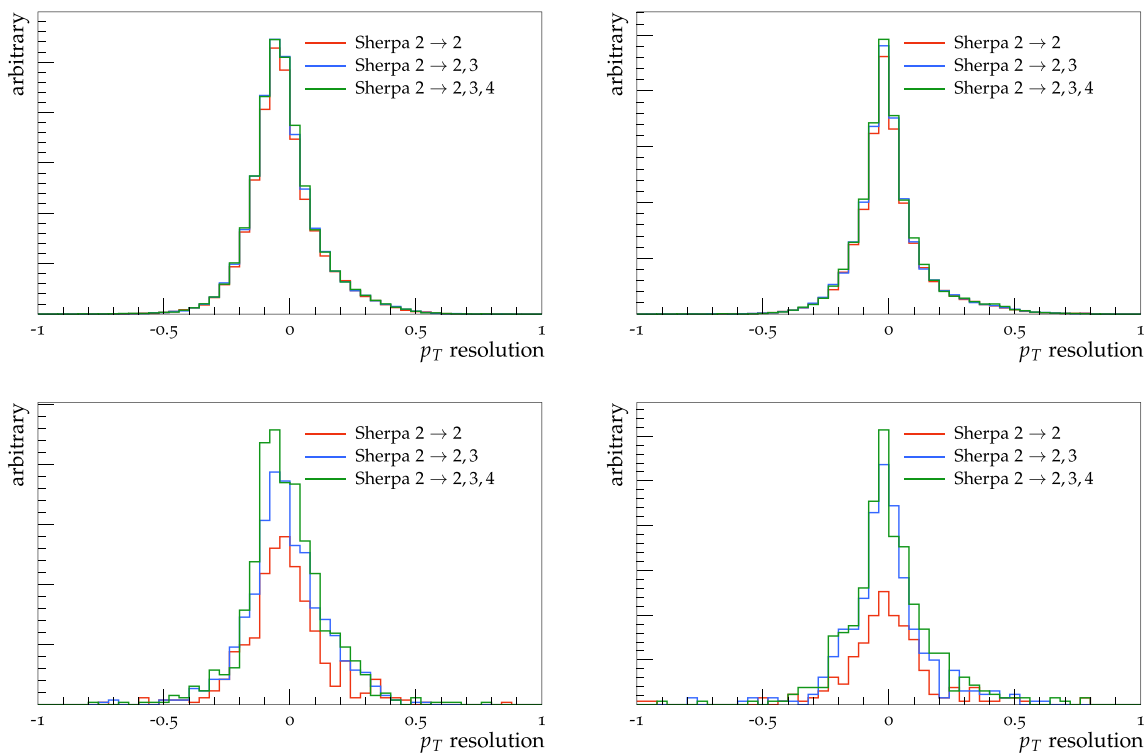 arbitrary
Sherpa 2 → 2
Sherpa 2 → 2, 3
Sherpa 2 → 2, 3, 4
-1 -0.5 0 0.5 1
p_T resolution
arbitrary
Sherpa 2 → 2
Sherpa 2 → 2, 3
Sherpa 2 → 2, 3, 4
-1 -0.5 0 0.5 1
p_T resolution
arbitrary
Sherpa 2 → 2
Sherpa 2 → 2, 3
Sherpa 2 → 2, 3, 4
-1 -0.5 0 0.5 1
p_T resolution
arbitrary
Sherpa 2 → 2
Sherpa 2 → 2, 3
Sherpa 2 → 2, 3, 4
-1 -0.5 0 0.5 1
p_T resolution